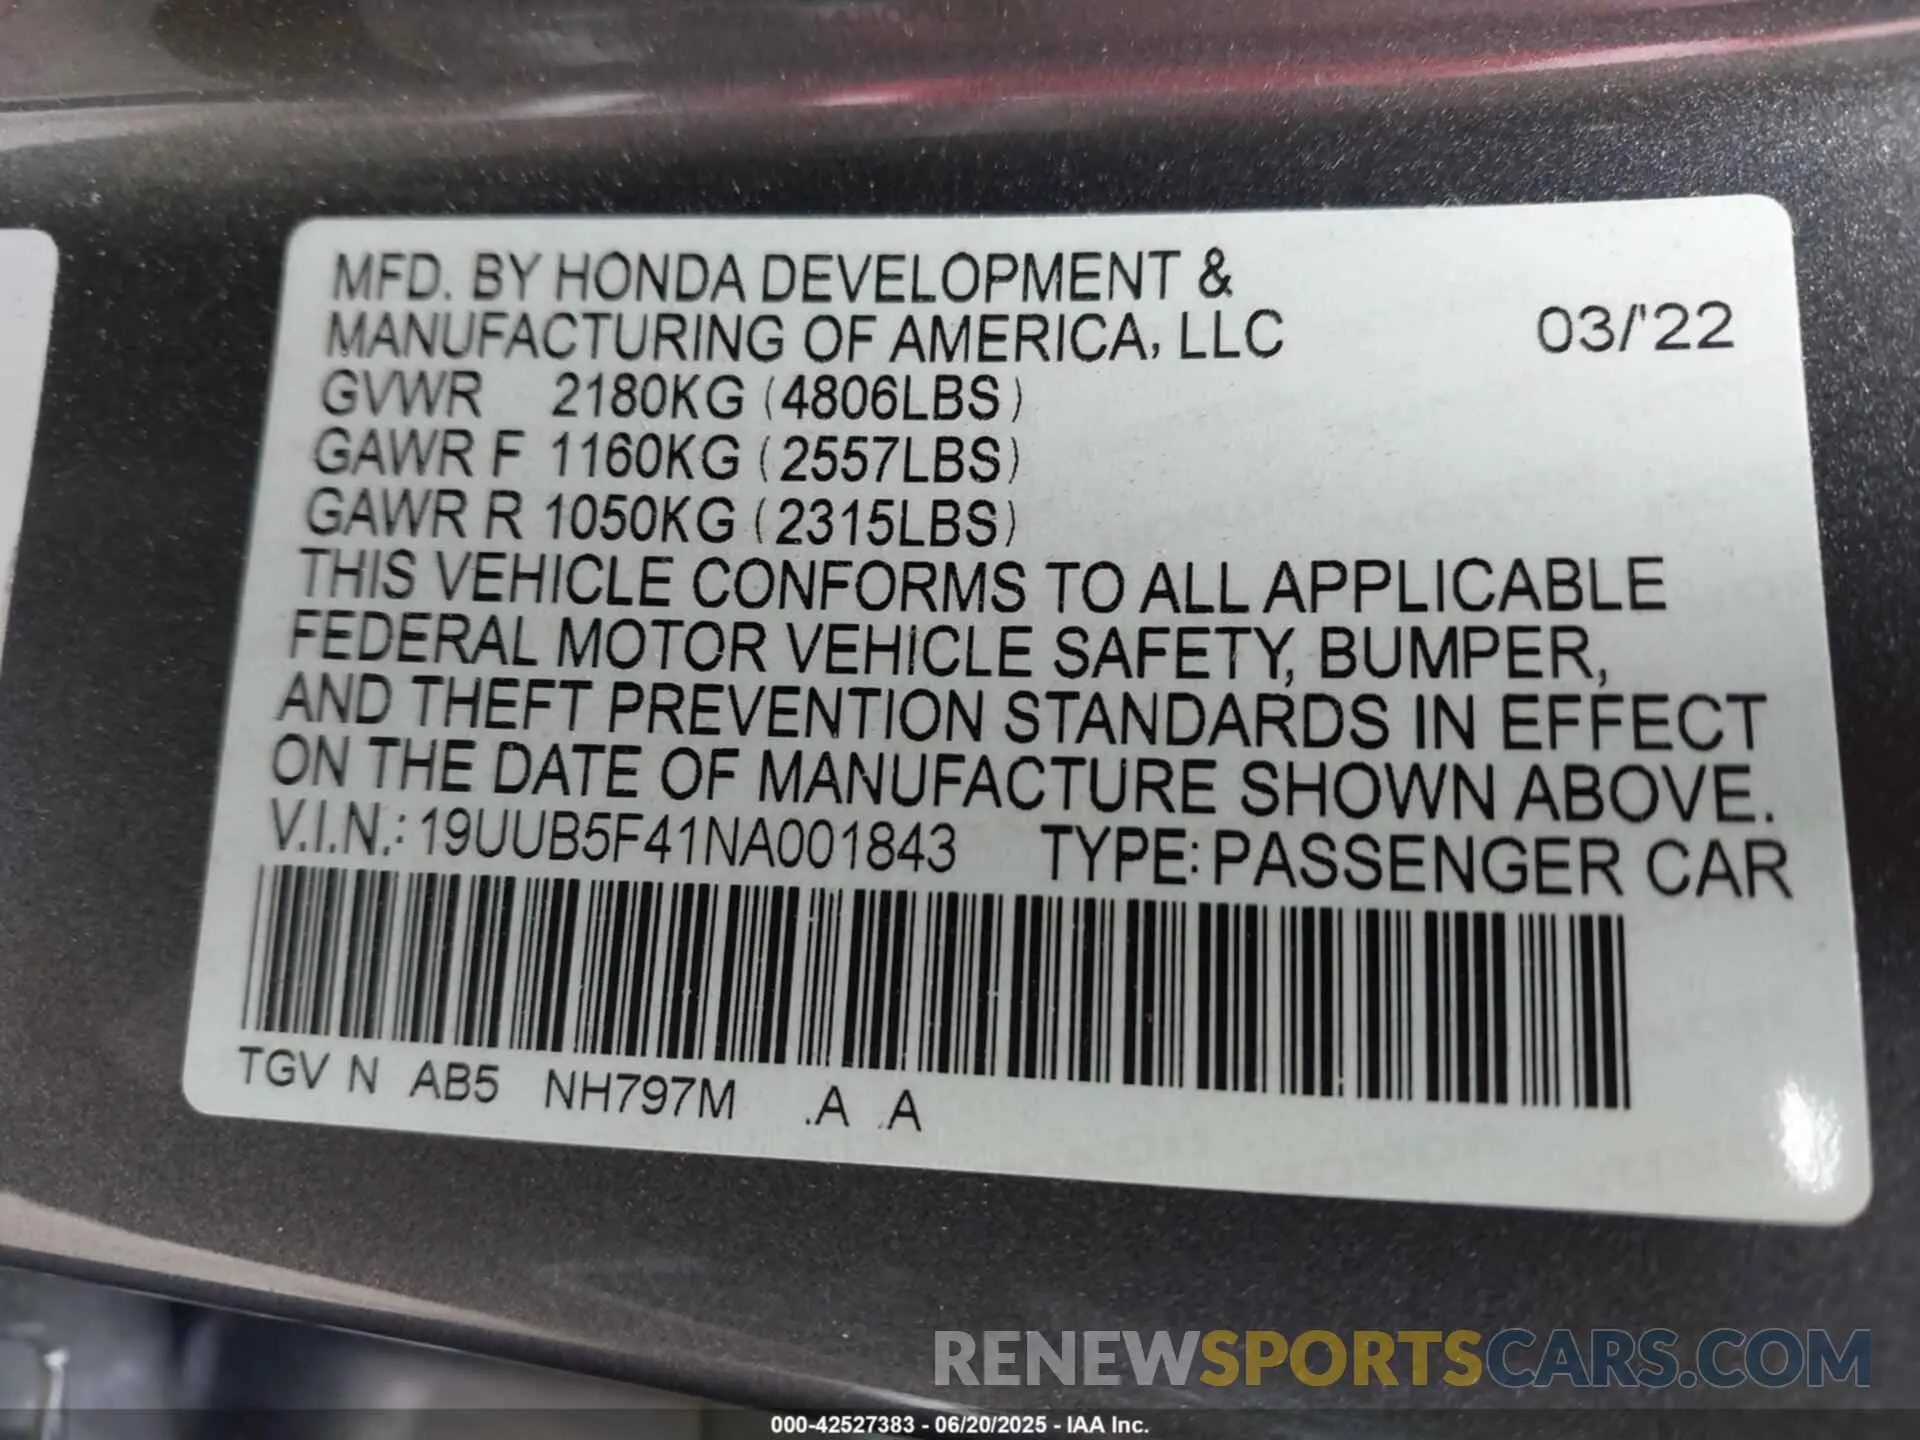 MFD. BY HONDA DEVELOPMENT &
MANUFACTURING OF AMERICA, LLC 03/'22
GVWR 2180KG (4806LBS)
GAWR F 1160KG (2557LBS)
GAWR R 1050KG (2315LBS)
THIS VEHICLE CONFORMS TO ALL APPLICABLE
FEDERAL MOTOR VEHICLE SAFETY, BUMPER,
AND THEFT PREVENTION STANDARDS IN EFFECT
ON THE DATE OF MANUFACTURE SHOWN ABOVE.
V.I.N.: 19UUB5F41NA001843 TYPE: PASSENGER CAR
TGV N AB5 NH797M .A .A
RENEWSPORTSCARS.COM
000-42527383 - 06/20/2025 - IAA Inc.